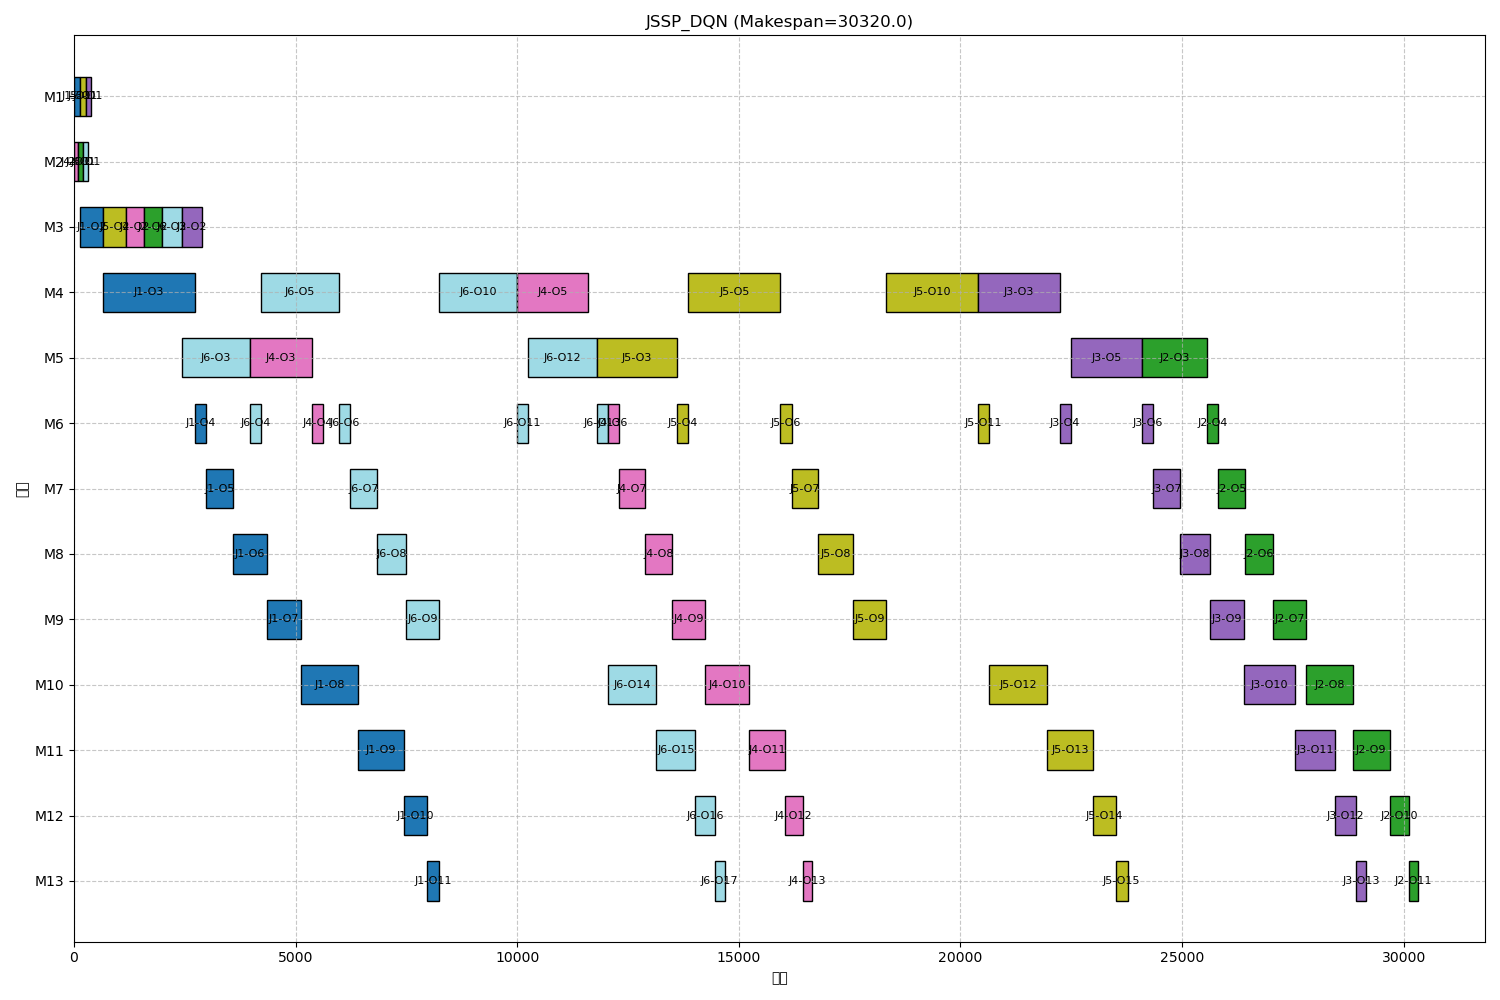 JSSP_DQN (Makespan=30320.0)
M1
M2
M3 J1-O2 J5-O2 J4-O2 J2-O2 J6-O2 J3-O2
M4 J1-O3 J6-O5 J6-O10 J4-O5 J5-O5 J5-O10 J3-O3
M5 J6-O3 J4-O3 J6-O12 J5-O3 J3-O5 J2-O3
M6 J1-O4 J6-O4 J4-O4 J6-O6 J6-O11 J6-O13 J4-O6 J5-O4 J5-O6 J5-O11 J3-O4 J3-O6 J2-O4
M7 J1-O5 J6-O7 J4-O7 J5-O7 J3-O7 J2-O5
M8 J1-O6 J6-O8 J4-O8 J5-O8 J3-O8 J2-O6
M9 J1-O7 J6-O9 J4-O9 J5-O9 J3-O9 J2-O7
M10 J1-O8 J6-O14 J4-O10 J5-O12 J3-O10 J2-O8
M11 J1-O9 J6-O15 J4-O11 J5-O13 J3-O11 J2-O9
M12 J1-O10 J6-O16 J4-O12 J5-O14 J3-O12 J2-O10
M13 J1-O11 J6-O17 J4-O13 J5-O15 J3-O13 J2-O11
0 5000 10000 15000 20000 25000 30000